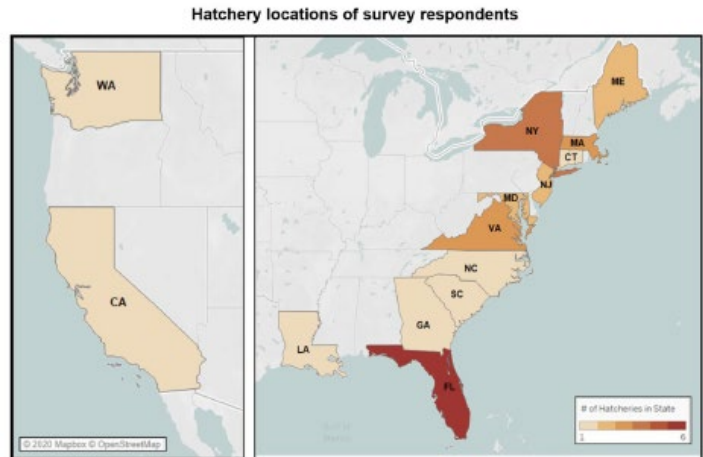 Hatchery locations of survey respondents
WA
CA
© 2020 Mapbox © OpenStreetMap
ME
NY
MA
CT
NJ
MD
VA
NC
SC
GA
LA
FL
# of Hatcheries in State
1
6